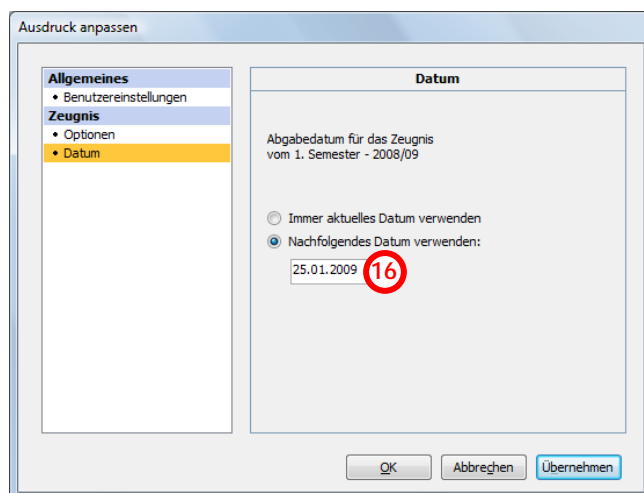 Ausdruck anpassen
Allgemeines
• Benutzereinstellungen
Zeugnis
• Optionen
• Datum
Datum
Abgabedatum für das Zeugnis
vom 1. Semester - 2008/09
Immer aktuelles Datum verwenden
Nachfolgendes Datum verwenden:
25.01.2009 16
OK Abbrechen Übernehmen